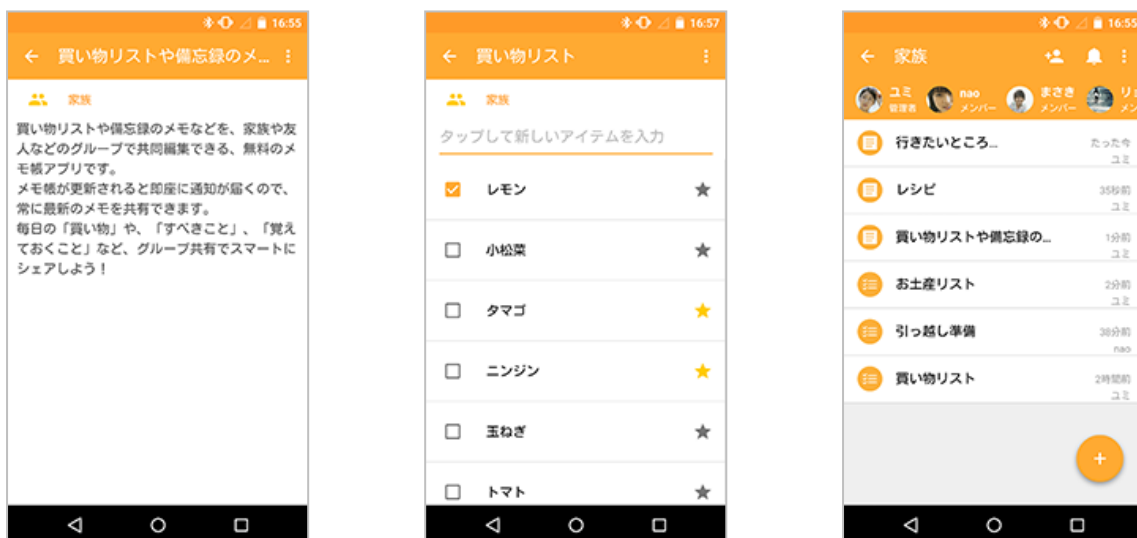 16:55
買い物リストや備忘録のメ...
家族
買い物リストや備忘録のメモなどを、家族や友
人などのグループで共同編集できる、無料のメ
モ帳アプリです。
メモ帳が更新されると即座に通知が届くので、
常に最新のメモを共有できます。
毎日の「買い物」や、「すべきこと」、「覚え
ておくこと」など、グループ共有でスマートに
シェアしよう！
16:57
買い物リスト
家族
タップして新しいアイテムを入力
レモン
小松菜
タマゴ
ニンジン
玉ねぎ
トマト
16:55
家族
ユミ
管理者
nao
メンバー
まさき
メンバー
行きたいところ...
たった今
ユミ
レシピ
35秒前
ユミ
買い物リストや備忘録の...
1分前
ユミ
お土産リスト
2分前
ユミ
引っ越し準備
38分前
nao
買い物リスト
2時間前
ユミ